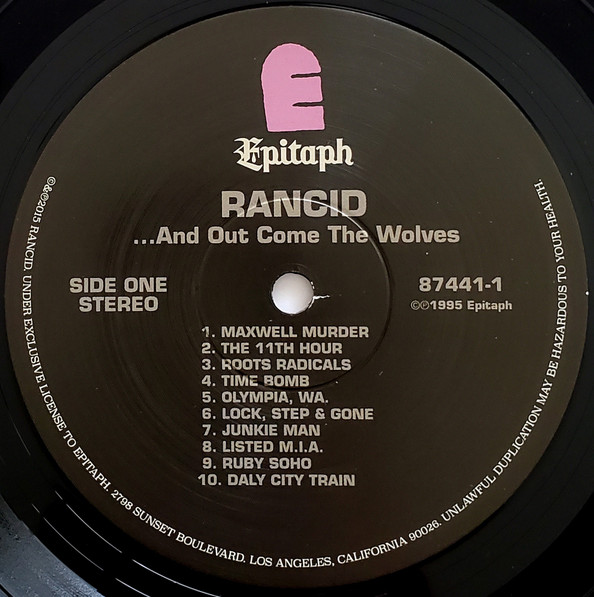 E
Epitaph
RANCID
...And Out Come The Wolves
SIDE ONE
STEREO
87441-1
©℗1995 Epitaph
1. MAXWELL MURDER
2. THE 11TH HOUR
3. ROOTS RADICALS
4. TIME BOMB
5. OLYMPIA, WA.
6. LOCK, STEP & GONE
7. JUNKIE MAN
8. LISTED M.I.A.
9. RUBY SOHO
10. DALY CITY TRAIN
©&℗2015 RANCID. UNDER EXCLUSIVE LICENSE TO EPITAPH. 2798 SUNSET BOULEVARD. LOS ANGELES, CALIFORNIA 90026. UNLAWFUL DUPLICATION MAY BE HAZARDOUS TO YOUR HEALTH.